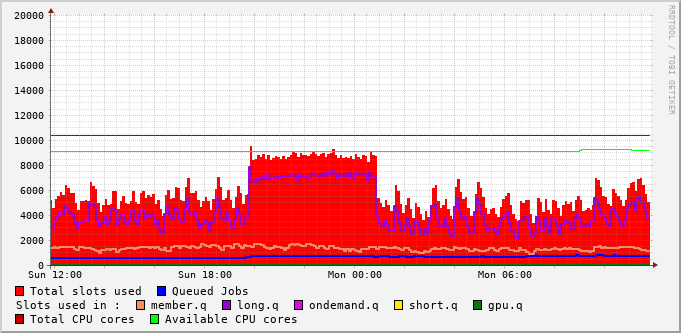 20000
18000
16000
14000
12000
10000
8000
6000
4000
2000
0
Sun 12:00 Sun 18:00 Mon 00:00 Mon 06:00
Total slots used Queued Jobs
Slots used in : member.q long.q ondemand.q short.q gpu.q
Total CPU cores Available CPU cores
RRDTOOL / TOBI OETIKER